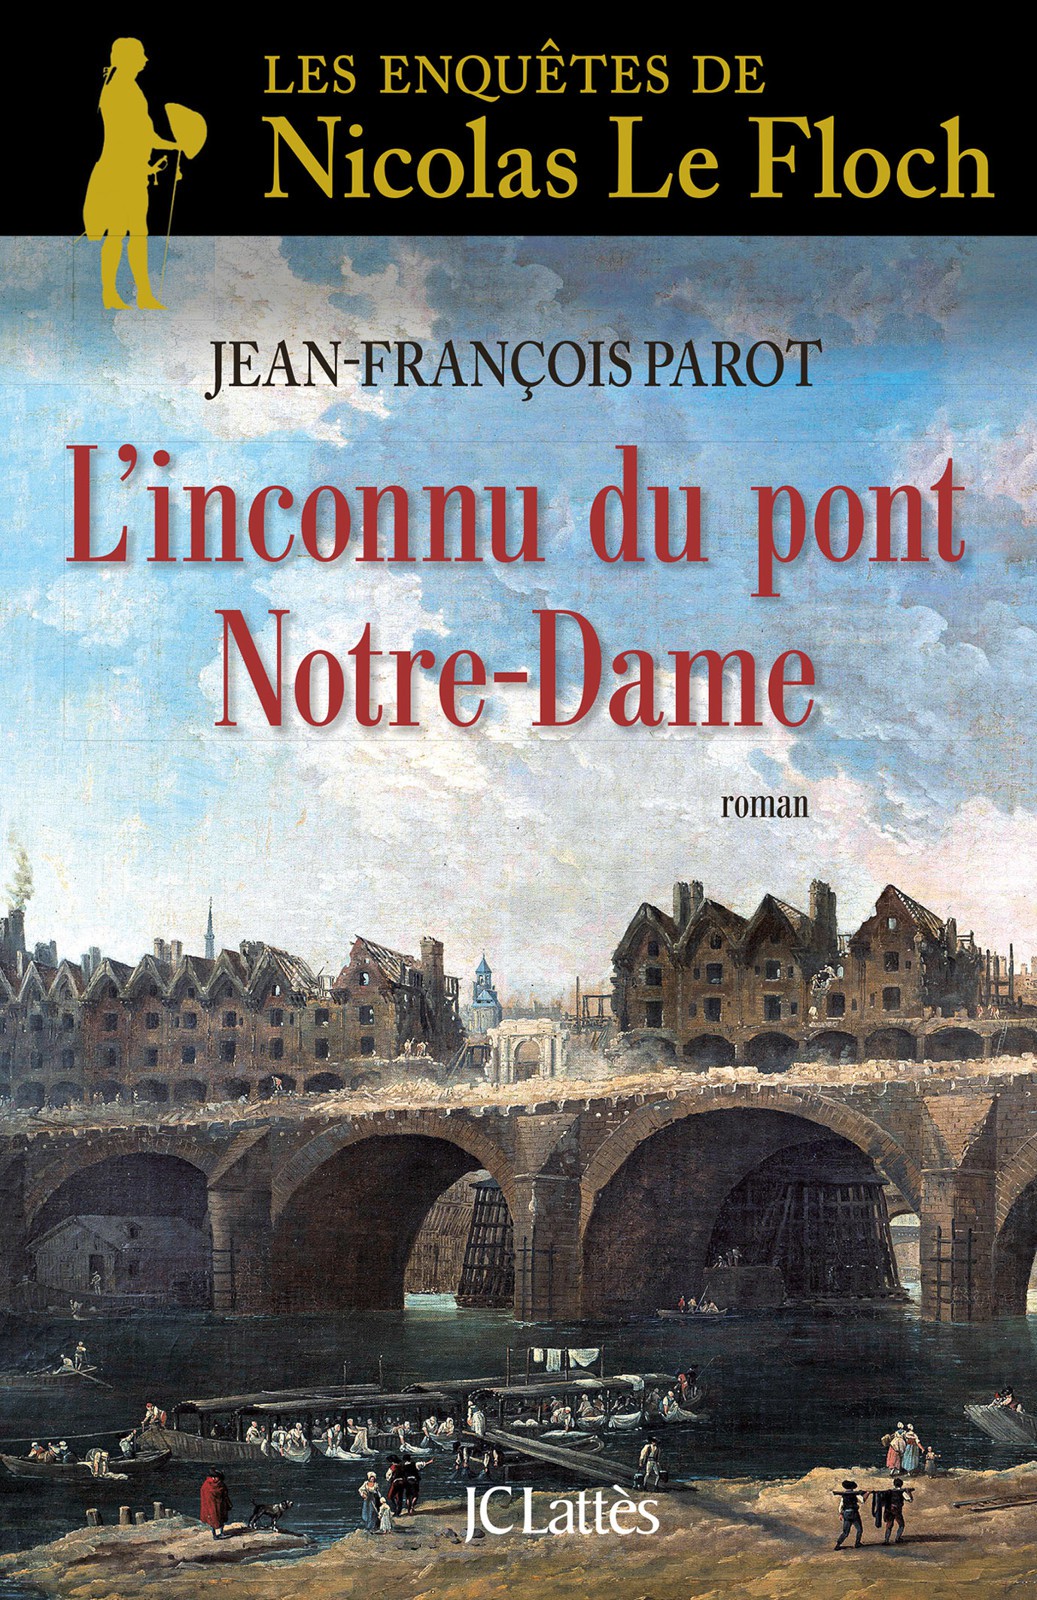 LES ENQUÊTES DE
Nicolas Le Floch
JEAN-FRANÇOIS PAROT
L'inconnu du pont
Notre-Dame
roman
JC Lattès